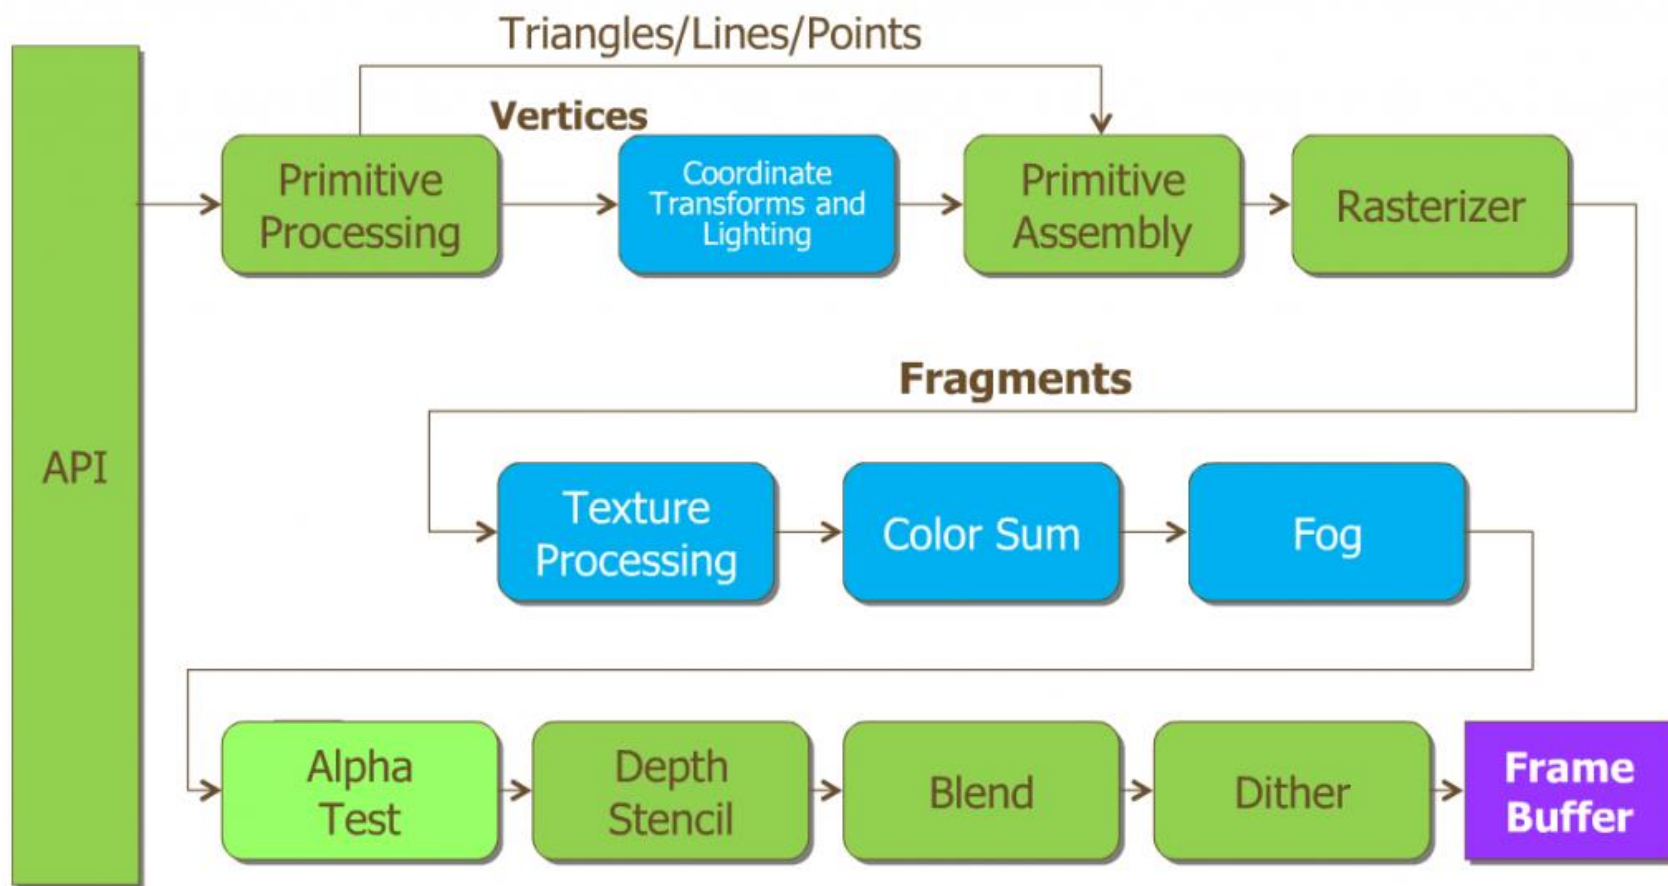 Triangles/Lines/Points
Vertices
Primitive
Processing
Coordinate
Transforms and
Lighting
Primitive
Assembly
Rasterizer
Fragments
API
Texture
Processing
Color Sum
Fog
Alpha
Test
Depth
Stencil
Blend
Dither
Frame
Buffer